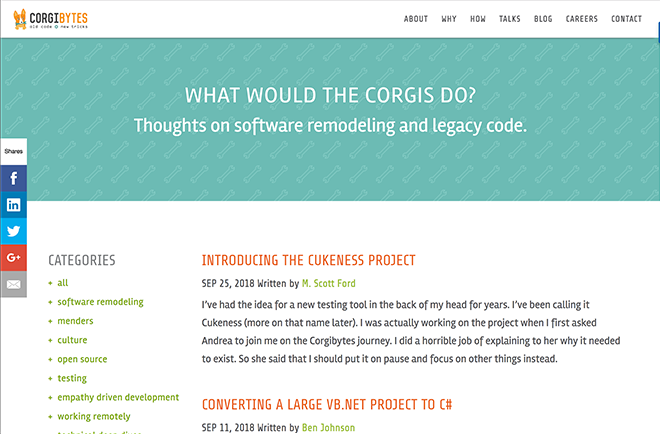 CORGIBYTES
old code new tricks
ABOUT WHY HOW TALKS BLOG CAREERS CONTACT
WHAT WOULD THE CORGIS DO?
Thoughts on software remodeling and legacy code.
Shares
CATEGORIES
+ all
+ software remodeling
+ menders
+ culture
+ open source
+ testing
+ empathy driven development
+ working remotely
INTRODUCING THE CUKENESS PROJECT
SEP 25, 2018 Written by M. Scott Ford
I've had the idea for a new testing tool in the back of my head for years. I've been calling it
Cukeness (more on that name later). I was actually working on the project when I first asked
Andrea to join me on the Corgibytes journey. I did a horrible job of explaining to her why it needed
to exist. So she said that I should put it on pause and focus on other things instead.
CONVERTING A LARGE VB.NET PROJECT TO C#
SEP 11, 2018 Written by Ben Johnson